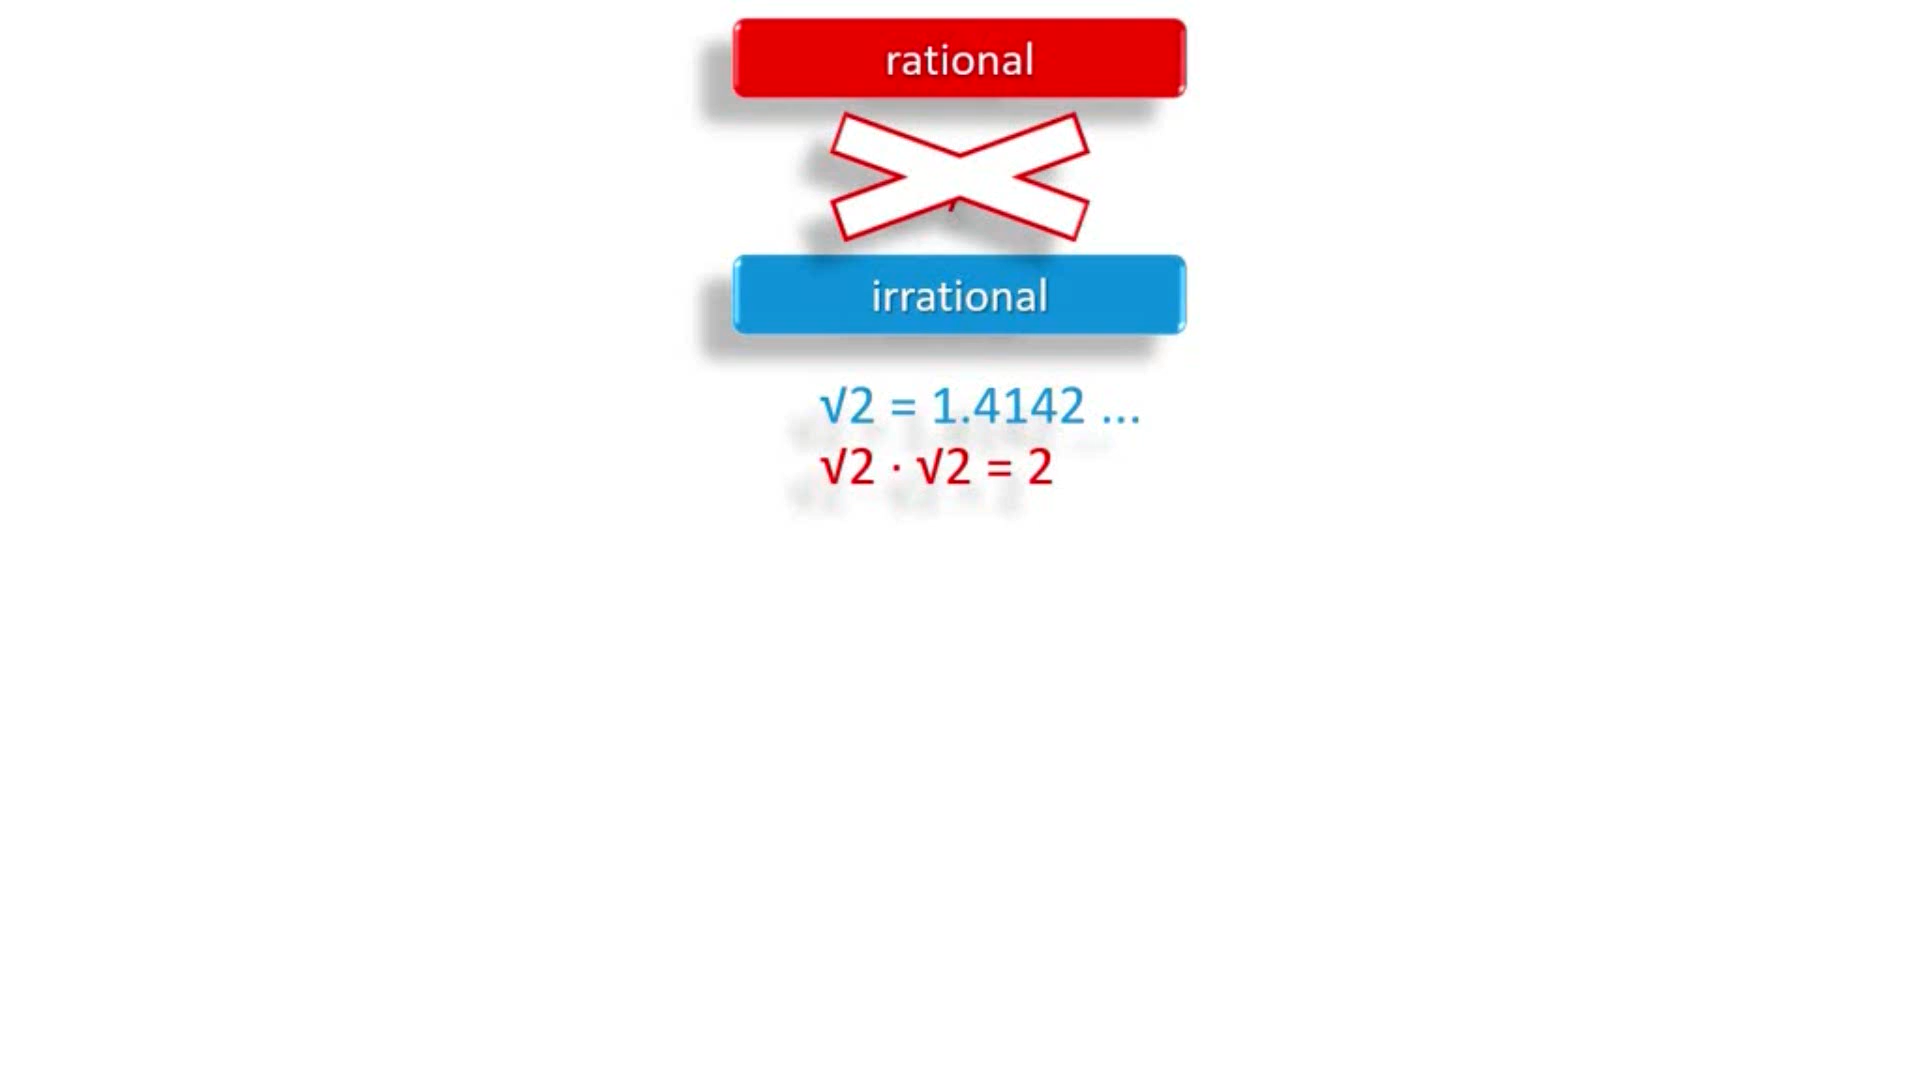 rational
irrational
√2 = 1.4142 ...
√2 · √2 = 2